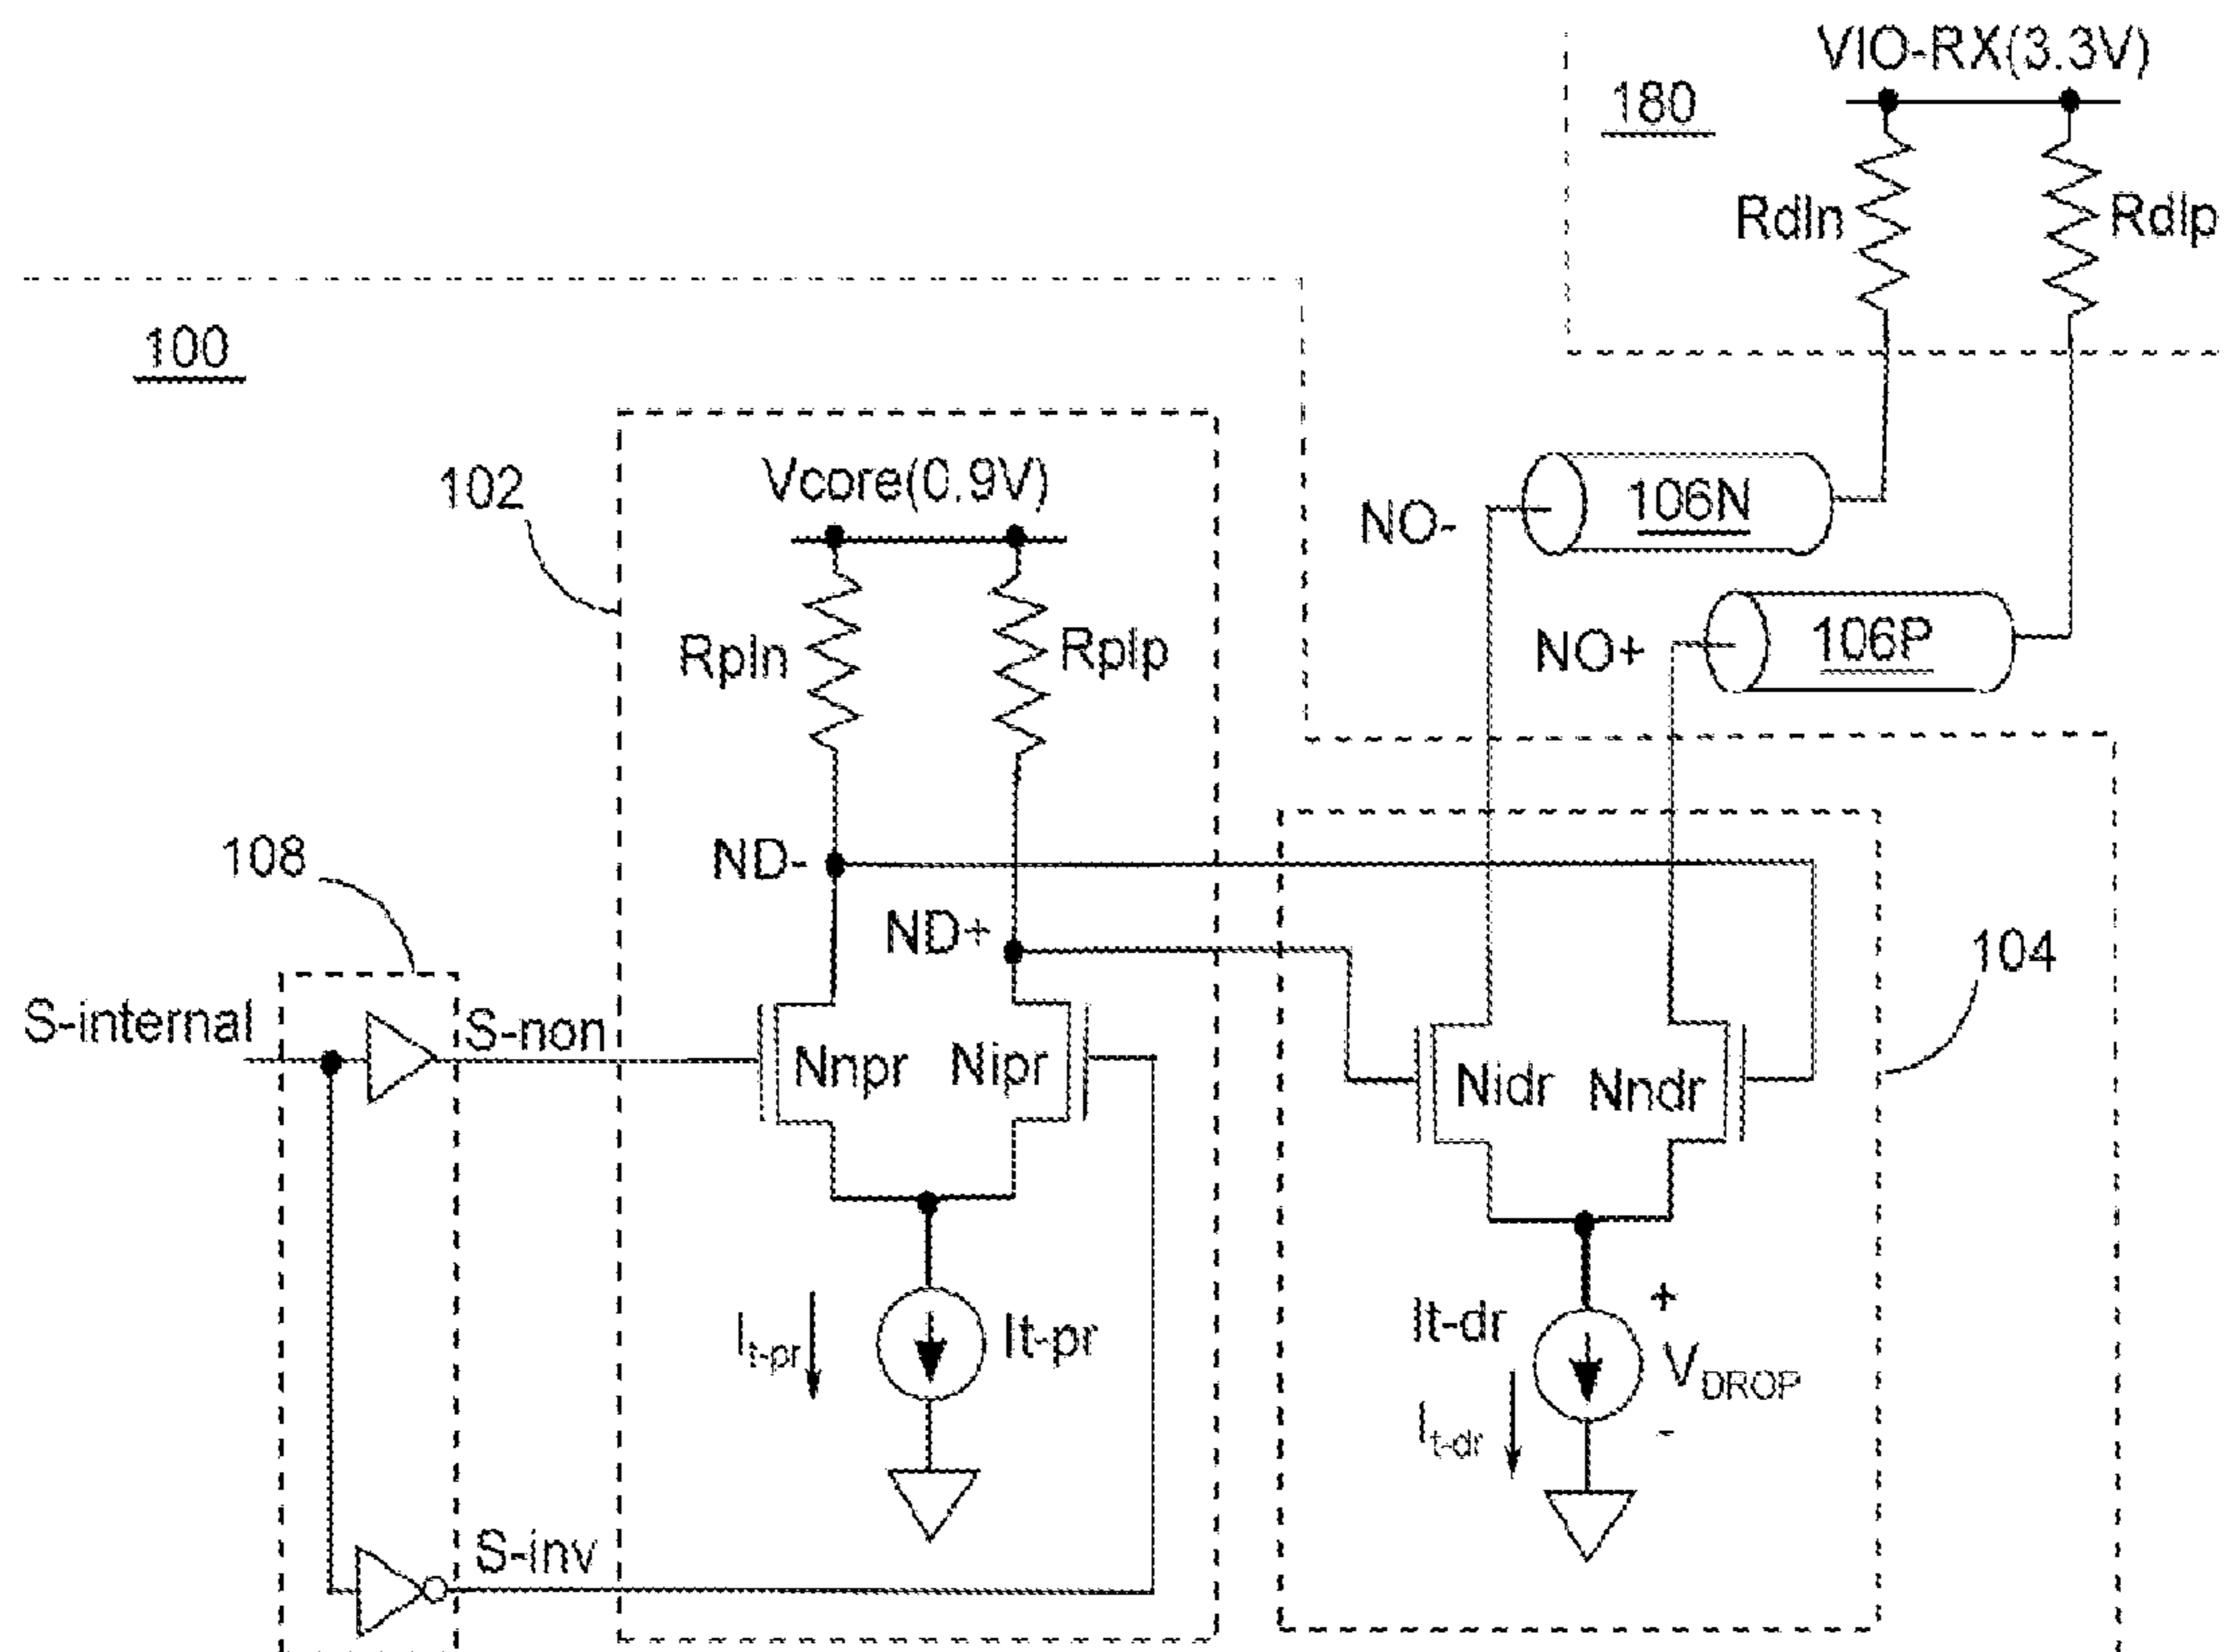 VIO-RX(3.3V)
180
Rdln
Rdlp
100
102
Vcore(0.9V)
106N
NO-
106P
NO+
Rpln
Rplp
108
ND-
ND+
104
S-internal
S-non
Nnpr
Nipr
Nidr
Nndr
It-pr
It-pr
It-dr
+
VDROP
-
It-dr
S-inv